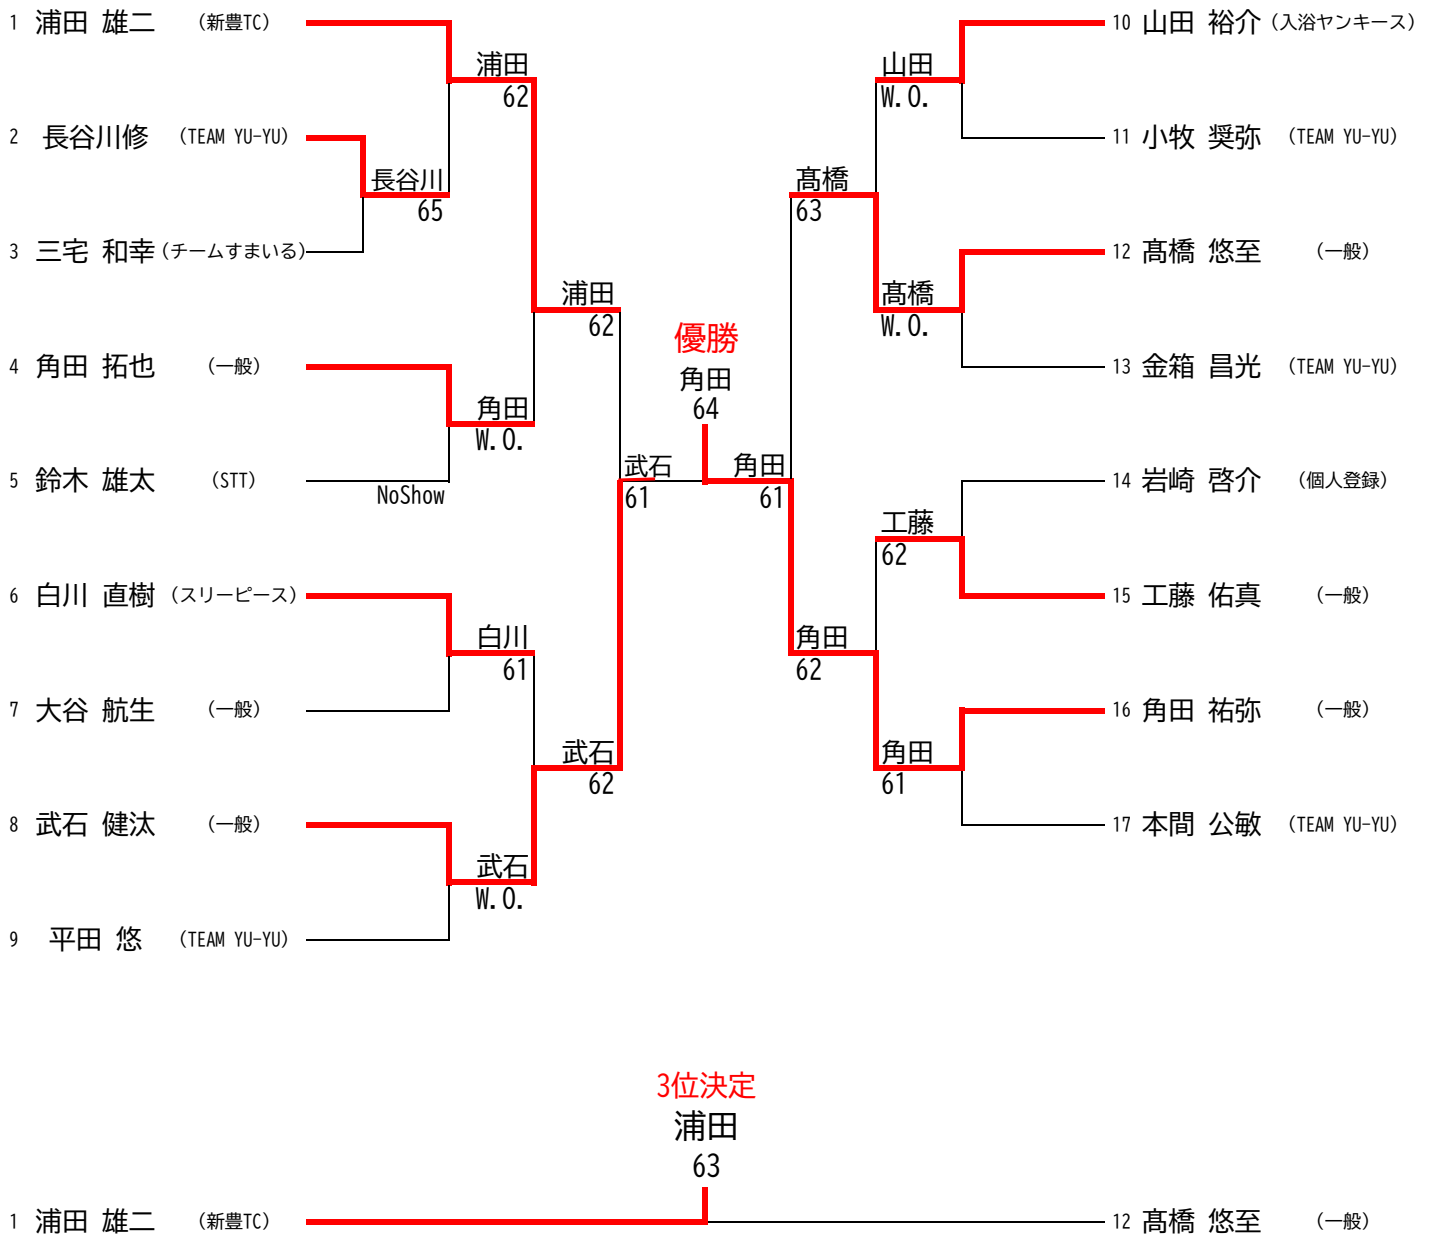 1 浦田 雄二 (新豊TC)
浦田
62
2 長谷川修 (TEAM YU-YU)
長谷川
65
3 三宅 和幸 (チームすまいる)
浦田
62
4 角田 拓也 (一般)
角田
W.O.
5 鈴木 雄太 (STT)
NoShow
武石
61
6 白川 直樹 (スリーピース)
白川
61
7 大谷 航生 (一般)
武石
62
8 武石 健汰 (一般)
武石
W.O.
9 平田 悠 (TEAM YU-YU)
優勝
角田
64
10 山田 裕介 (入浴ヤンキース)
山田
W.O.
11 小牧 奨弥 (TEAM YU-YU)
髙橋
63
12 髙橋 悠至 (一般)
髙橋
W.O.
13 金箱 昌光 (TEAM YU-YU)
角田
61
14 岩崎 啓介 (個人登録)
工藤
62
15 工藤 佑真 (一般)
角田
62
16 角田 祐弥 (一般)
角田
61
17 本間 公敏 (TEAM YU-YU)
3位決定
浦田
63
1 浦田 雄二 (新豊TC)
12 髙橋 悠至 (一般)